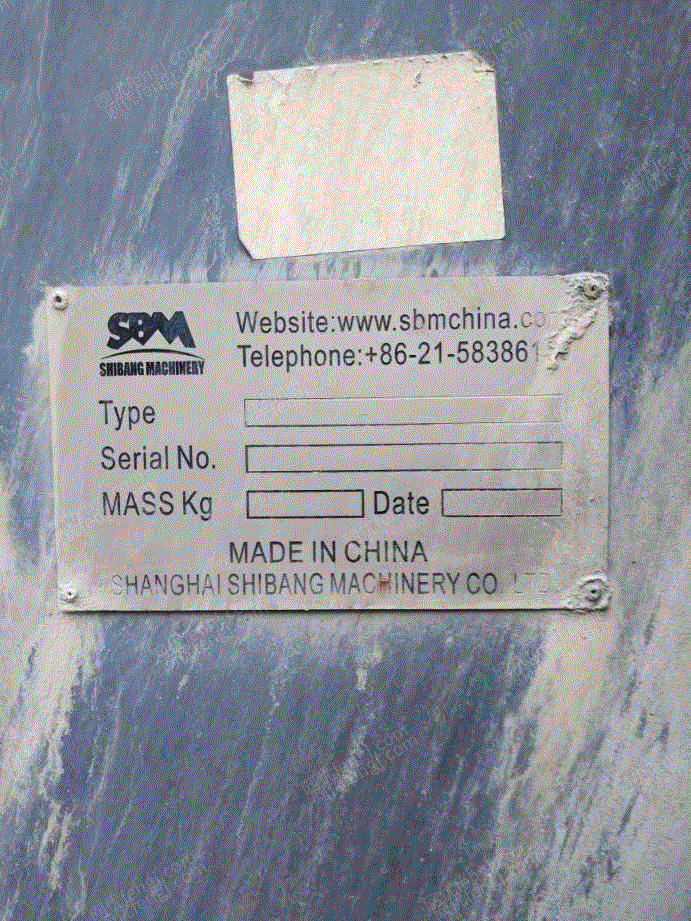 SBM
SHIBANG MACHINERY
Website:www.sbmchina.co
Telephone:+86-21-583861
Type
Serial No.
MASS Kg
Date
MADE IN CHINA
SHANGHAI SHIBANG MACHINERY CO. LTD